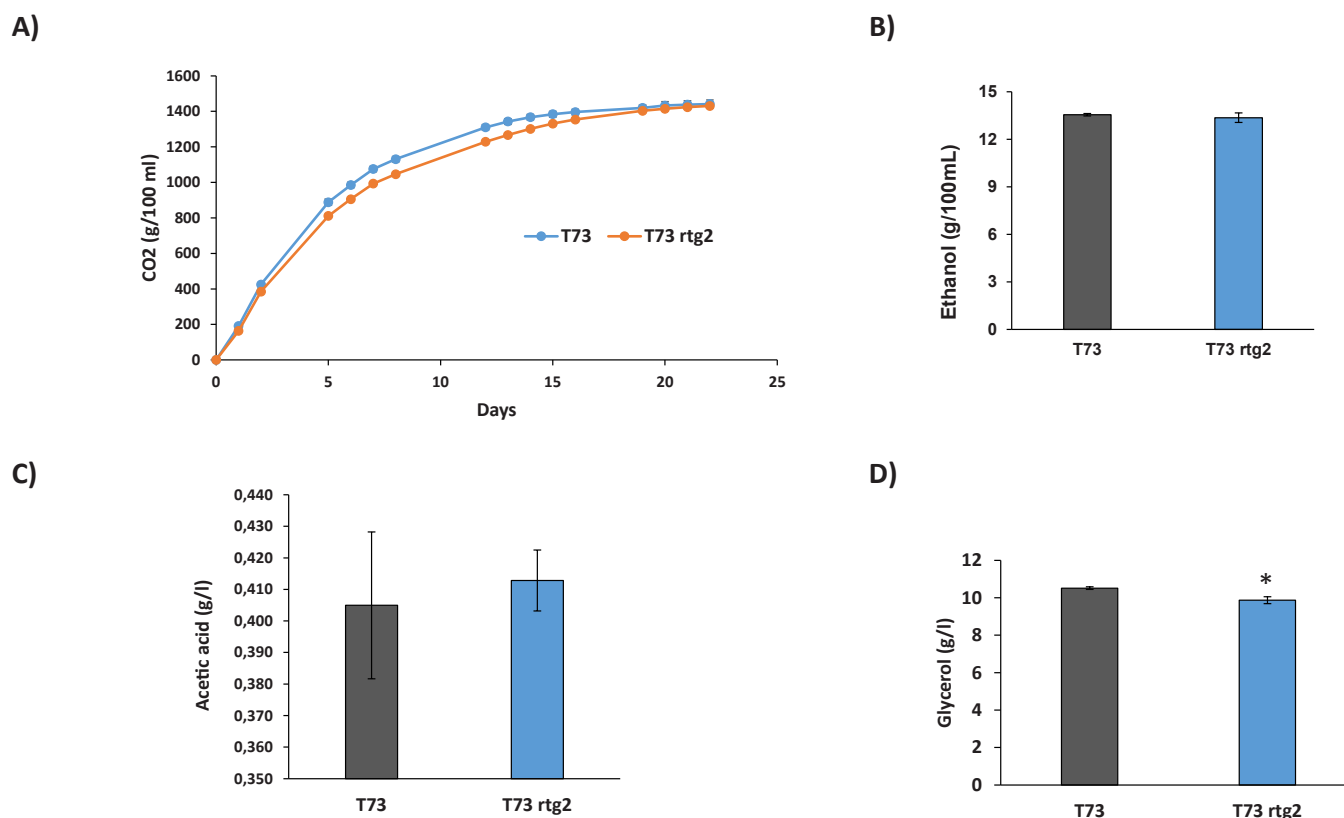 A)
1600
1400
1200
1000
800
600
400
200
0
CO2 (g/100 ml)
T73
T73 rtg2
0 5 10 15 20 25
Days
B)
15
12
9
6
3
0
Ethanol (g/100mL)
T73 T73 rtg2
C)
0,440
0,430
0,420
0,410
0,400
0,390
0,380
0,370
0,360
0,350
Acetic acid (g/l)
T73 T73 rtg2
D)
12
10
8
6
4
2
0
Glycerol (g/l)
*
T73 T73 rtg2